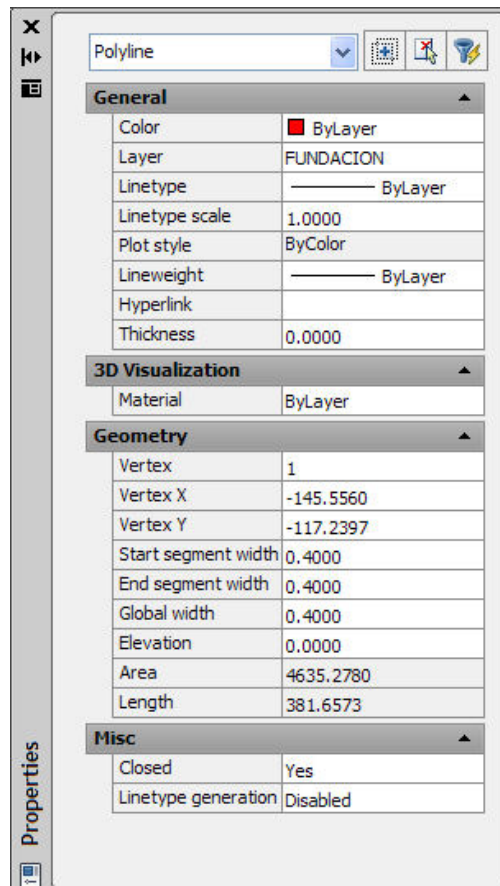 Polyline
General
Color ByLayer
Layer FUNDACION
Linetype ByLayer
Linetype scale 1.0000
Plot style ByColor
Lineweight ByLayer
Hyperlink
Thickness 0.0000
3D Visualization
Material ByLayer
Geometry
Vertex 1
Vertex X -145.5560
Vertex Y -117.2397
Start segment width 0.4000
End segment width 0.4000
Global width 0.4000
Elevation 0.0000
Area 4635.2780
Length 381.6573
Misc
Closed Yes
Linetype generation Disabled
Properties